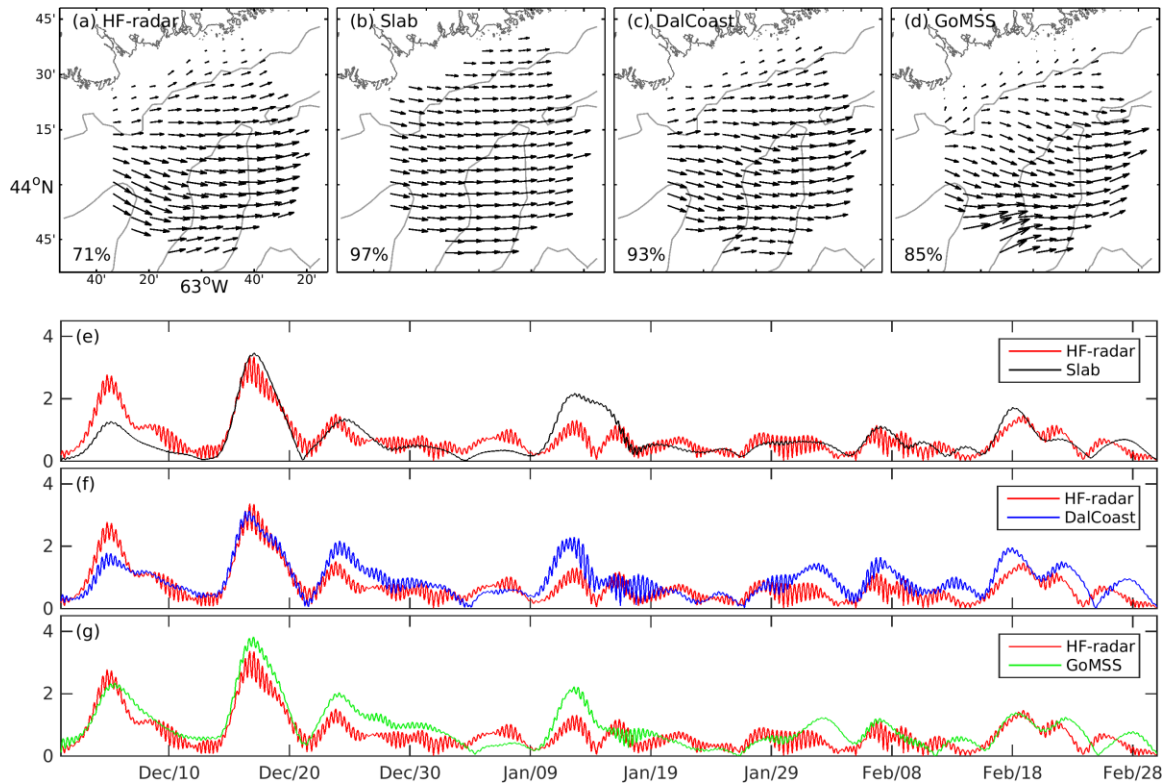 (a) HF-radar (b) Slab (c) DalCoast (d) GoMSS
45'
30'
15'
44°N
45'
71% 97% 93% 85%
40' 20' 40' 20'
63°W
(e)
4
2
0
HF-radar
Slab
(f)
4
2
0
HF-radar
DalCoast
(g)
4
2
0
HF-radar
GoMSS
Dec/10 Dec/20 Dec/30 Jan/09 Jan/19 Jan/29 Feb/08 Feb/18 Feb/28